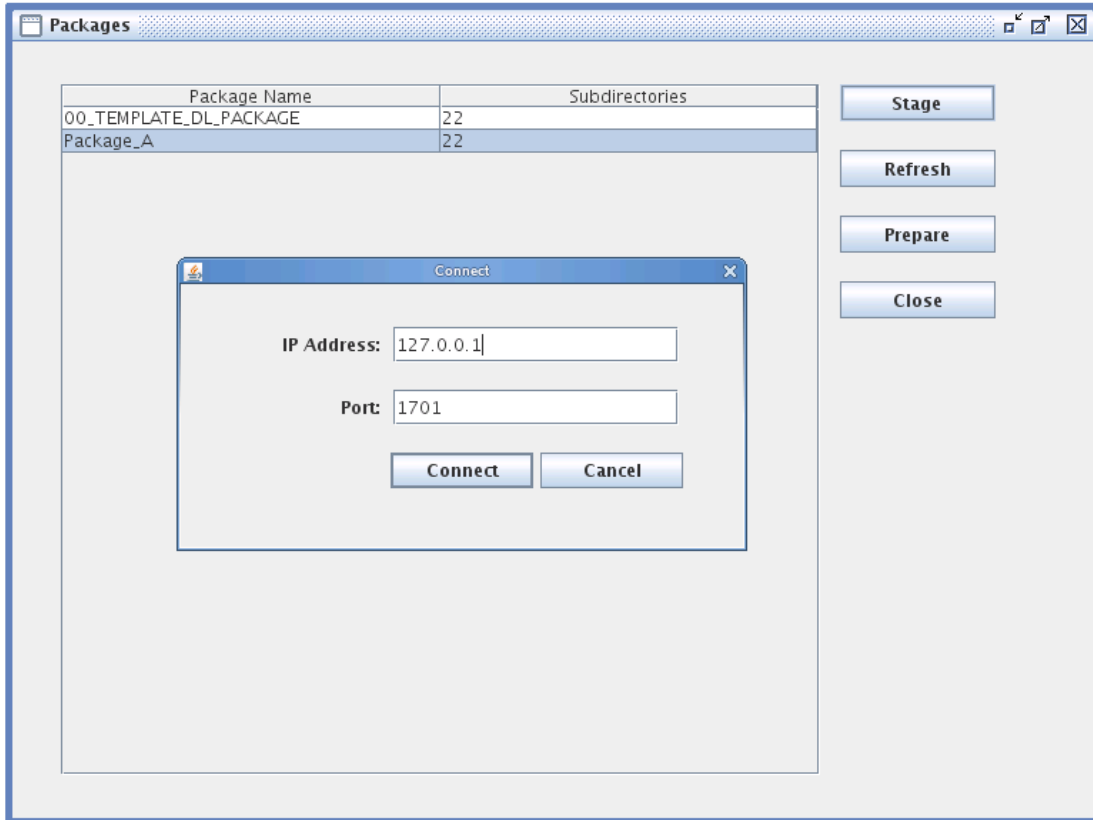 Packages
Package Name Subdirectories
00_TEMPLATE_DL_PACKAGE 22
Package_A 22
Stage
Refresh
Prepare
Close
Connect
IP Address: 127.0.0.1
Port: 1701
Connect Cancel